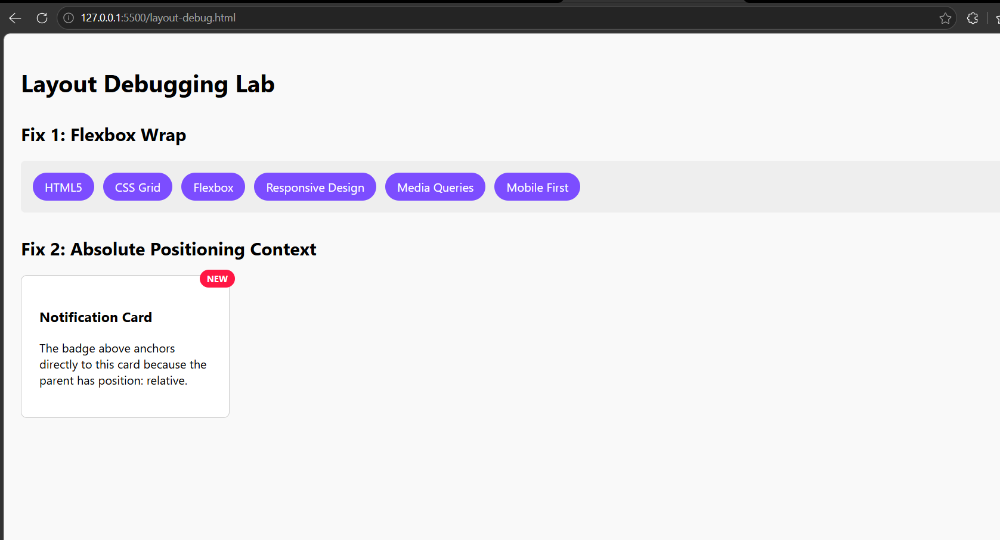 127.0.0.1:5500/layout-debug.html
Layout Debugging Lab
Fix 1: Flexbox Wrap
HTML5 CSS Grid Flexbox Responsive Design Media Queries Mobile First
Fix 2: Absolute Positioning Context
NEW
Notification Card
The badge above anchors
directly to this card because the
parent has position: relative.